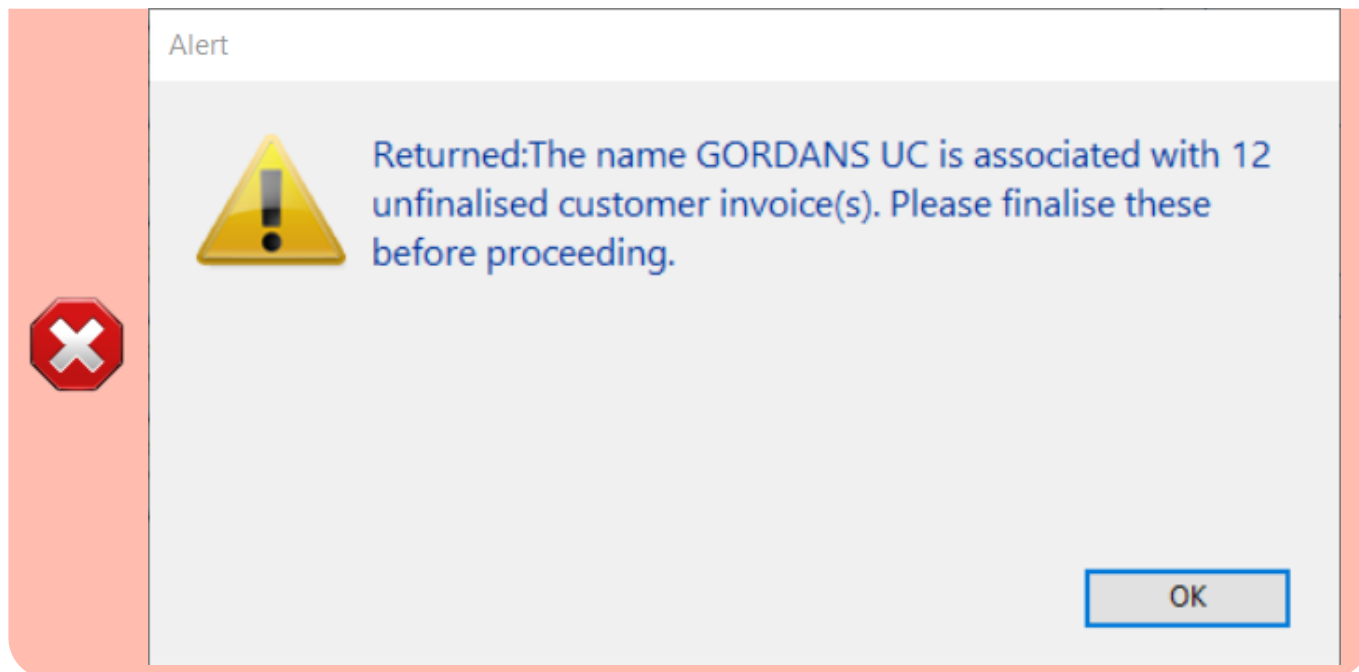 Alert
Returned:The name GORDANS UC is associated with 12
unfinalised customer invoice(s). Please finalise these
before proceeding.
OK